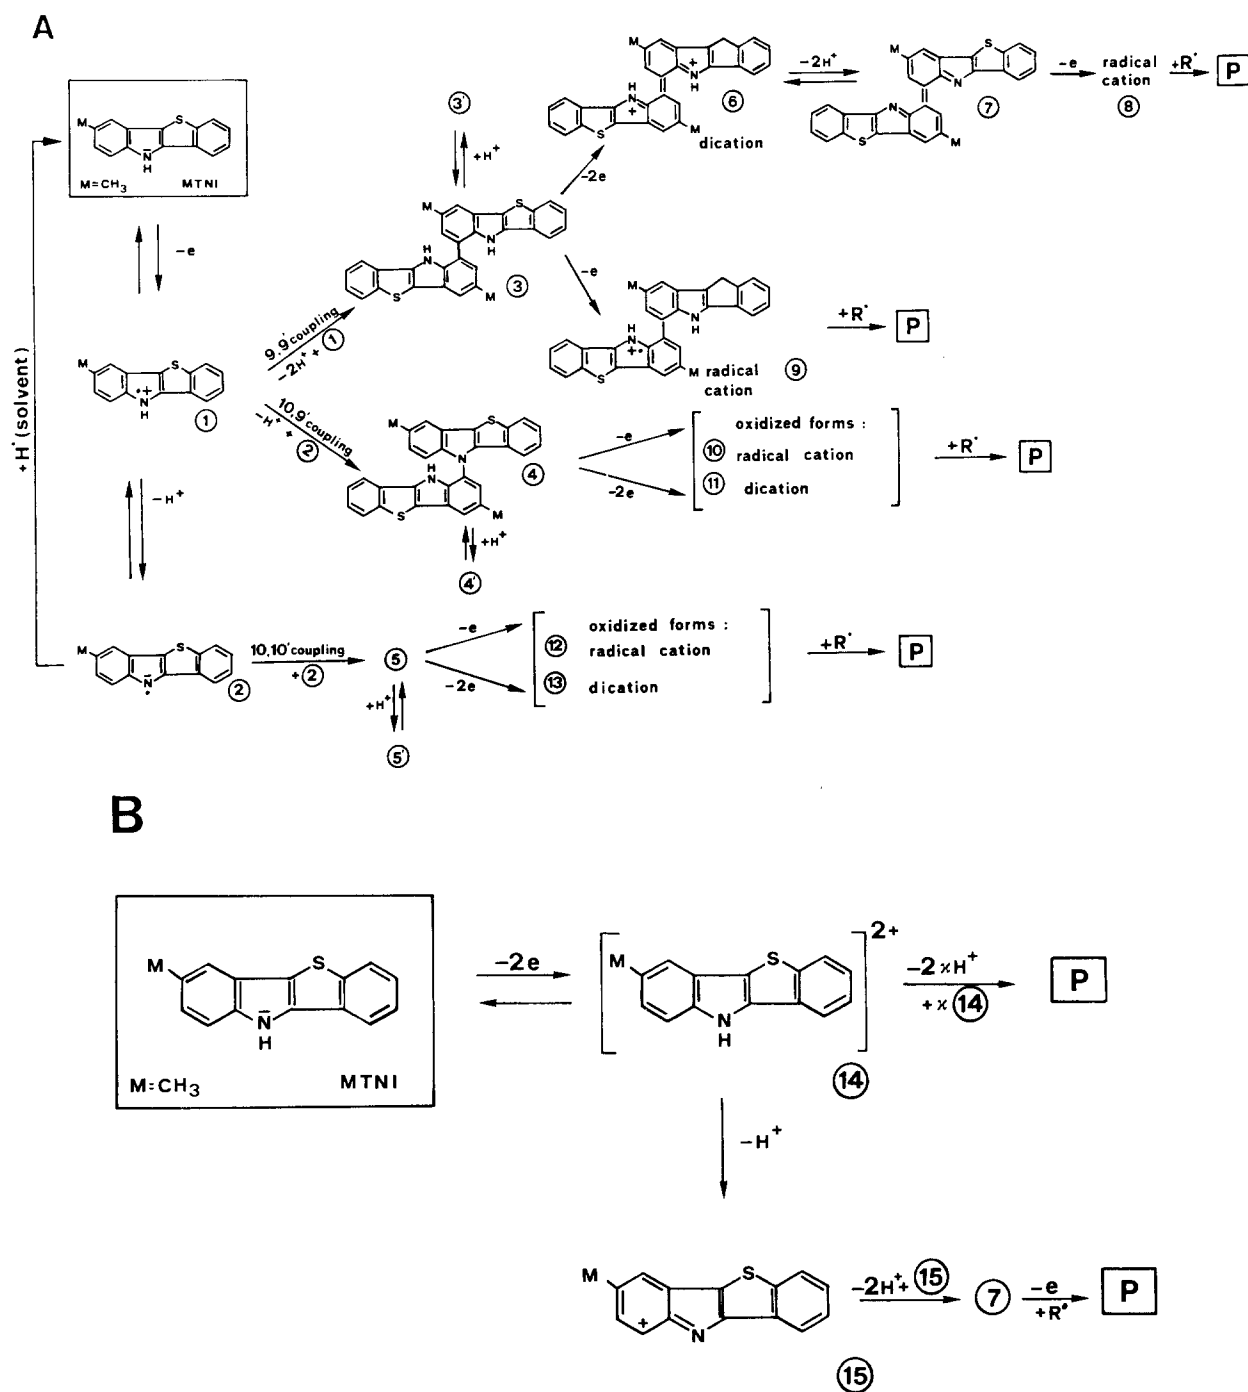 A
M
S
N
H
M=CH₃ MTNI
−e
+H• (solvent)
M
S
•+
N
H
①
−H⁺
M
S
N
•
②
9,9' coupling
−2H⁺ + ①
10,9' coupling
−H⁺ + ②
10,10' coupling
+②
③'
+H⁺
M
S
N
H
H
N
S
M
③
M
S
N
H
N
S
M
④
+H⁺
④'
⑤
+H⁺
⑤'
−2e
−e
M
+
N
H
H
N
+
S
M
⑥
dication
−2H⁺
M
S
N
N
S
M
⑦
−e
radical
cation
⑧
+R•
P
M
N
H
H
N
+•
S
M radical
cation
⑨
+R•
P
−e
−2e
oxidized forms :
⑩ radical cation
⑪ dication
+R•
P
−e
−2e
oxidized forms :
⑫ radical cation
⑬ dication
+R•
P
B
M
S
N
H
M=CH₃ MTNI
−2e
M
S
N
H
2+
⑭
−2xH⁺
+x⑭
P
−H⁺
M
S
+
N
⑮
−2H⁺+⑮
⑦
−e
+R•
P